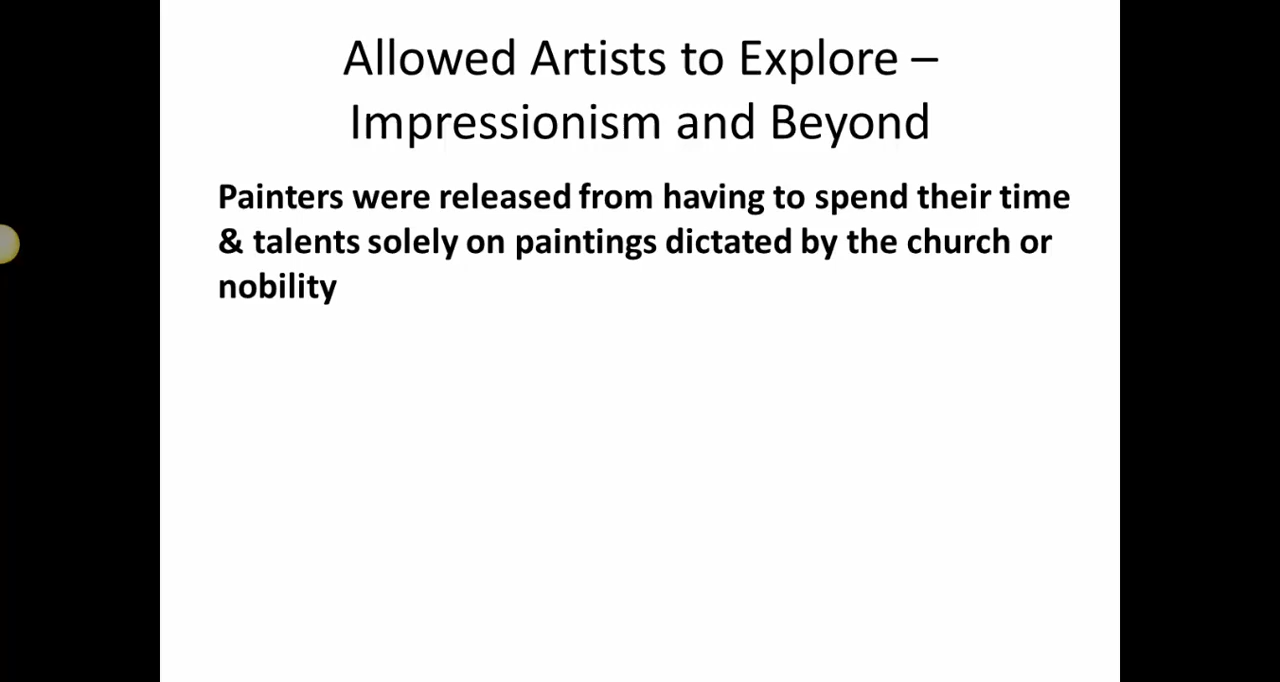 Allowed Artists to Explore –
Impressionism and Beyond
Painters were released from having to spend their time
& talents solely on paintings dictated by the church or
nobility